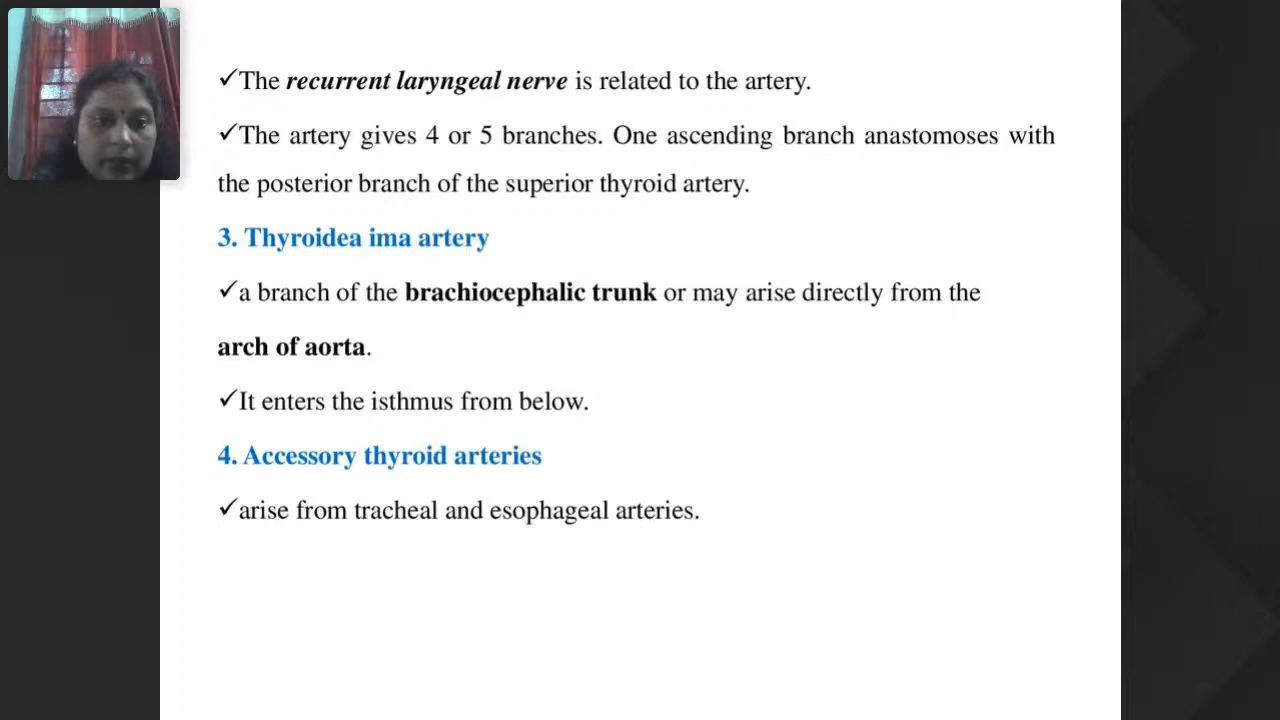 ✓The recurrent laryngeal nerve is related to the artery.
✓The artery gives 4 or 5 branches. One ascending branch anastomoses with
the posterior branch of the superior thyroid artery.
3. Thyroidea ima artery
✓a branch of the brachiocephalic trunk or may arise directly from the
arch of aorta.
✓It enters the isthmus from below.
4. Accessory thyroid arteries
✓arise from tracheal and esophageal arteries.